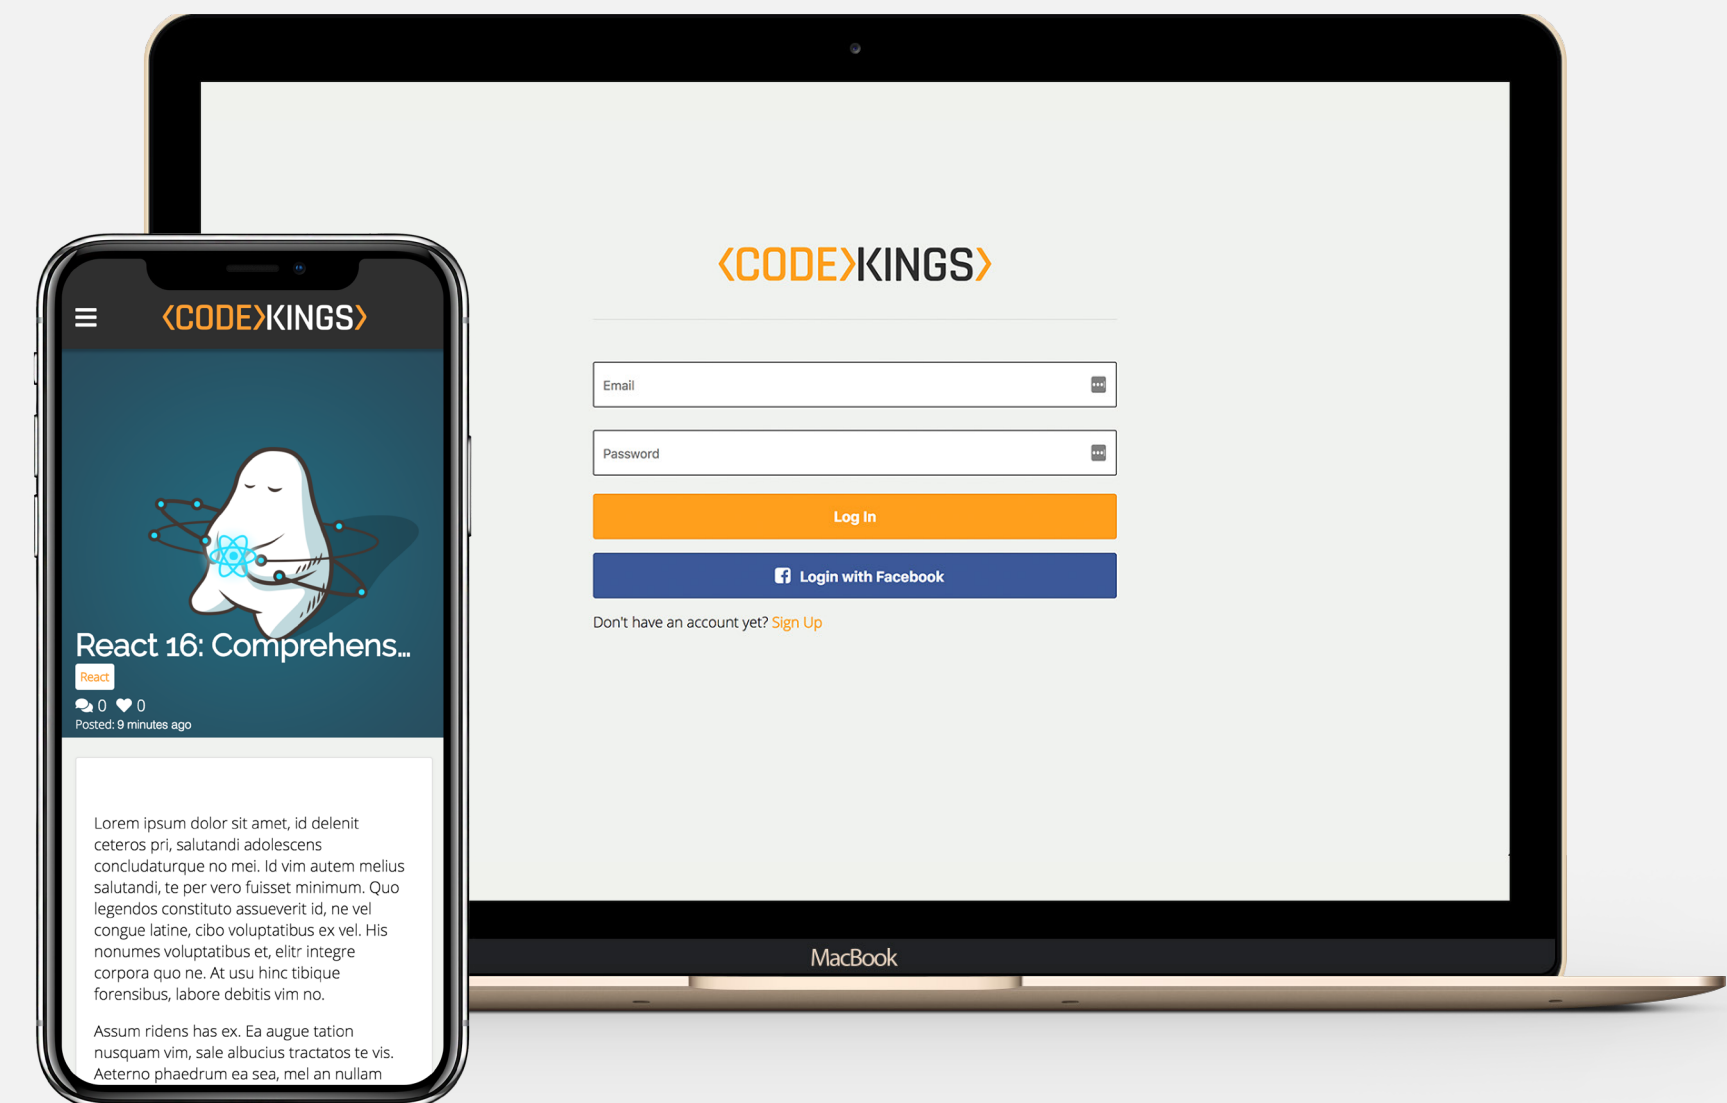 <CODE>KINGS>
Email
Password
Log In
Login with Facebook
Don't have an account yet? Sign Up
MacBook
<CODE>KINGS>
React 16: Comprehens...
React
0 0
Posted: 9 minutes ago
Lorem ipsum dolor sit amet, id delenit
ceteros pri, salutandi adolescens
concludaturque no mei. Id vim autem melius
salutandi, te per vero fuisset minimum. Quo
legendos constituto assueverit id, ne vel
congue latine, cibo voluptatibus ex vel. His
nonumes voluptatibus et, elitr integre
corpora quo ne. At usu hinc tibique
forensibus, labore debitis vim no.
Assum ridens has ex. Ea augue tation
nusquam vim, sale albucius tractatos te vis.
Aeterno phaedrum ea sea, mel an nullam